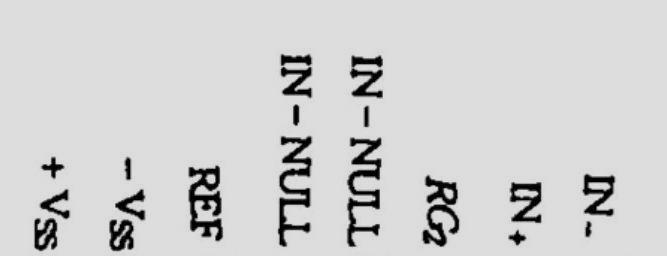 + VSS
- VSS
REF
IN - NULL
IN - NULL
RG2
IN+
IN-